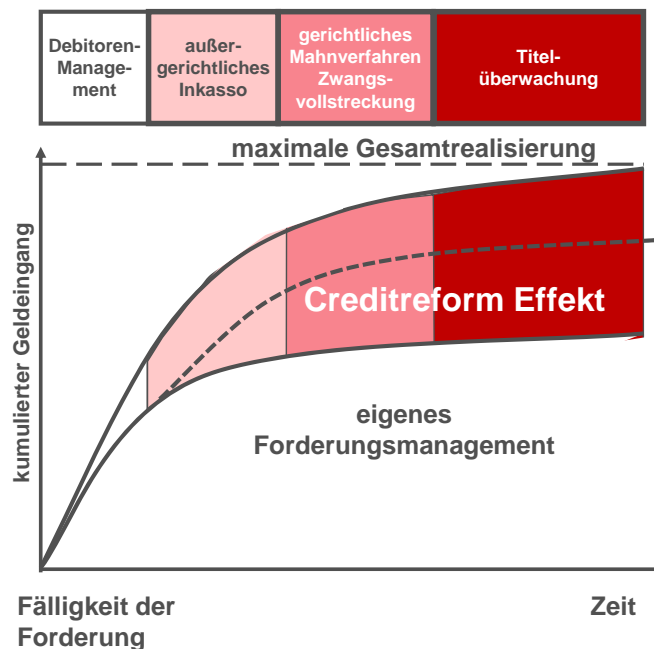 Debitoren-
Manage-
ment
außer-
gerichtliches
Inkasso
gerichtliches
Mahnverfahren
Zwangs-
vollstreckung
Titel-
überwachung
maximale Gesamtrealisierung
kumulierter Geldeingang
Creditreform Effekt
eigenes
Forderungsmanagement
Fälligkeit der
Forderung
Zeit